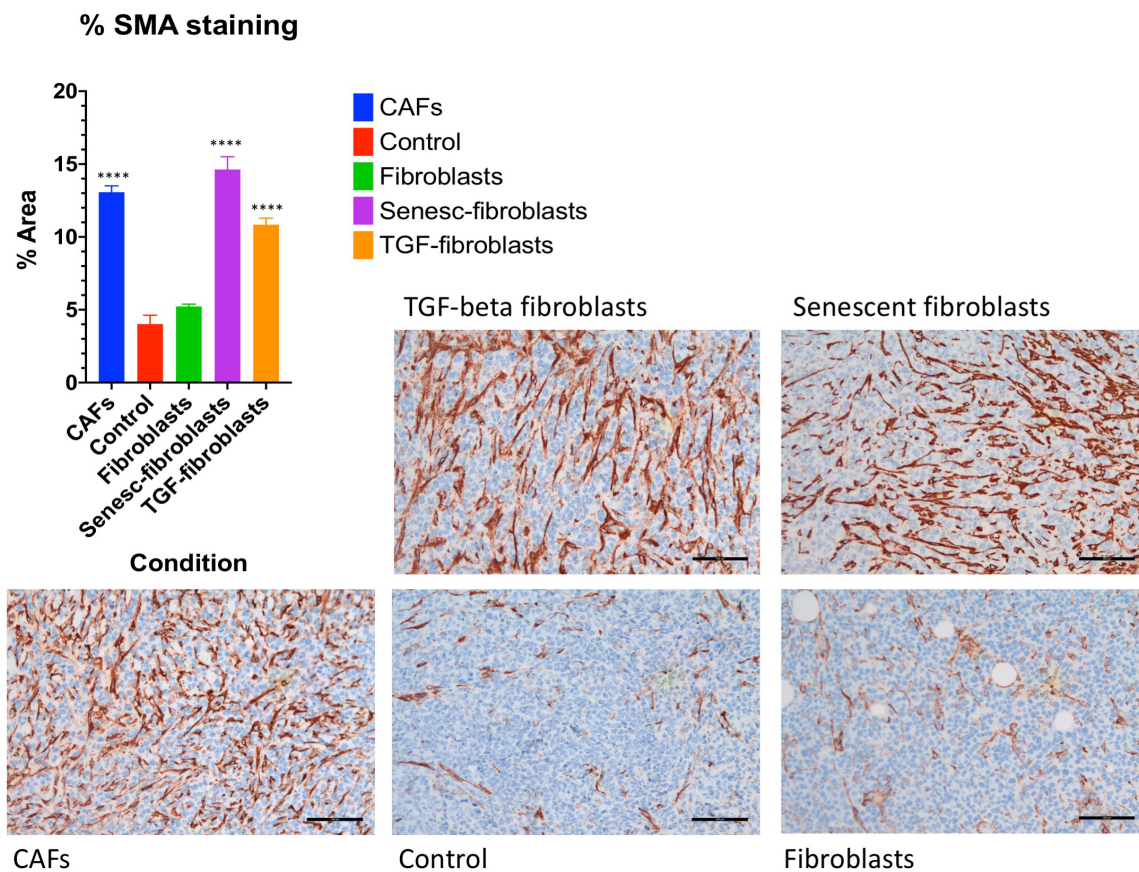 % SMA staining
20
15
10
5
0
% Area
****
****
****
CAFs
Control
Fibroblasts
Senesc-fibroblasts
TGF-fibroblasts
Condition
CAFs
Control
Fibroblasts
Senesc-fibroblasts
TGF-fibroblasts
TGF-beta fibroblasts
Senescent fibroblasts
CAFs
Control
Fibroblasts